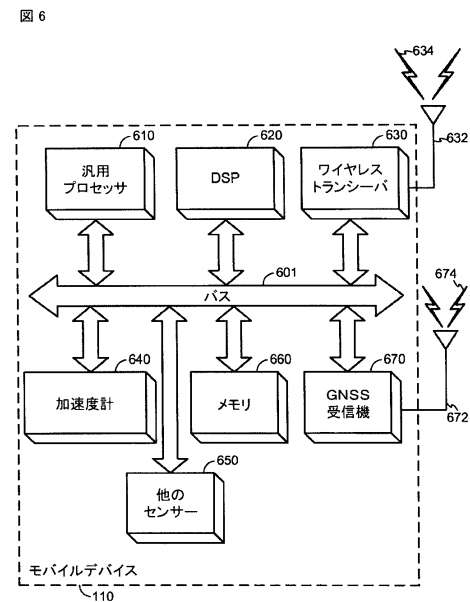 図 6
634
610
620
630
632
汎用
プロセッサ
DSP
ワイヤレス
トランシーバ
601
バス
674
640
660
670
加速度計
メモリ
GNSS
受信機
672
650
他の
センサー
モバイルデバイス
110